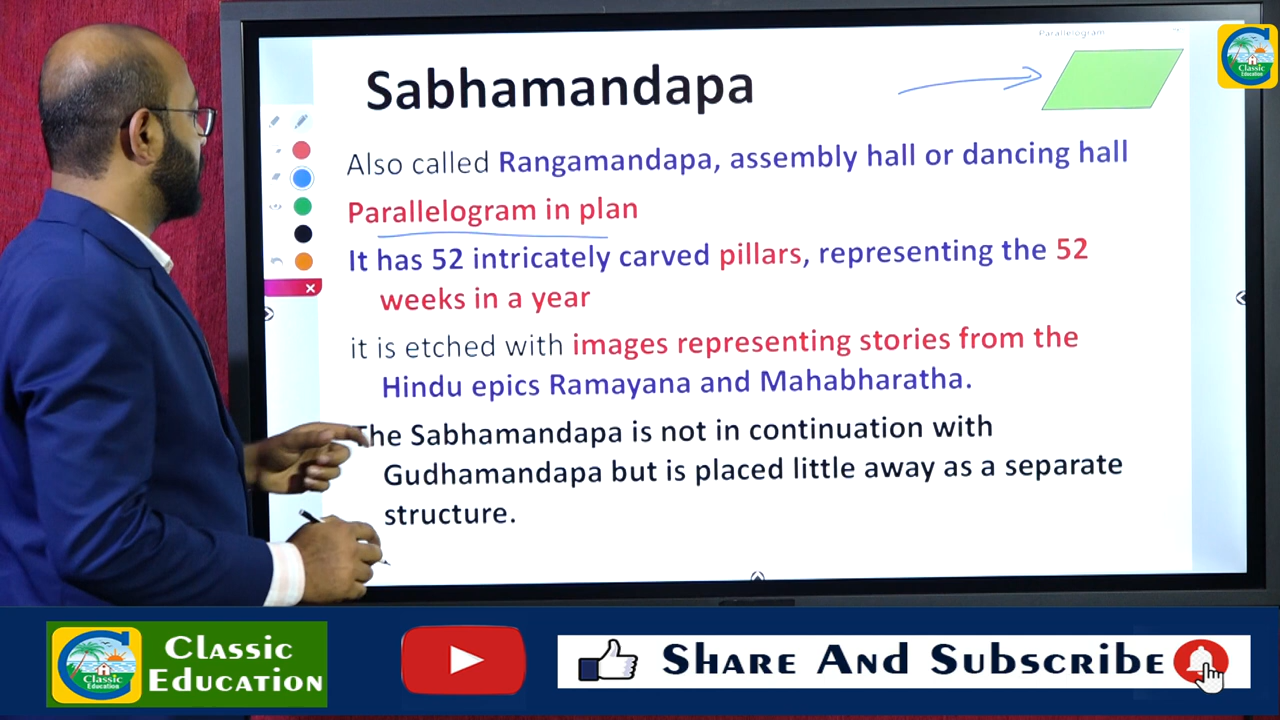 Parallelogram
Classic
Education
Sabhamandapa
Also called Rangamandapa, assembly hall or dancing hall
Parallelogram in plan
It has 52 intricately carved pillars, representing the 52
weeks in a year
it is etched with images representing stories from the
Hindu epics Ramayana and Mahabharatha.
The Sabhamandapa is not in continuation with
Gudhamandapa but is placed little away as a separate
structure.
Classic
Education
Classic
Education
Share And Subscribe